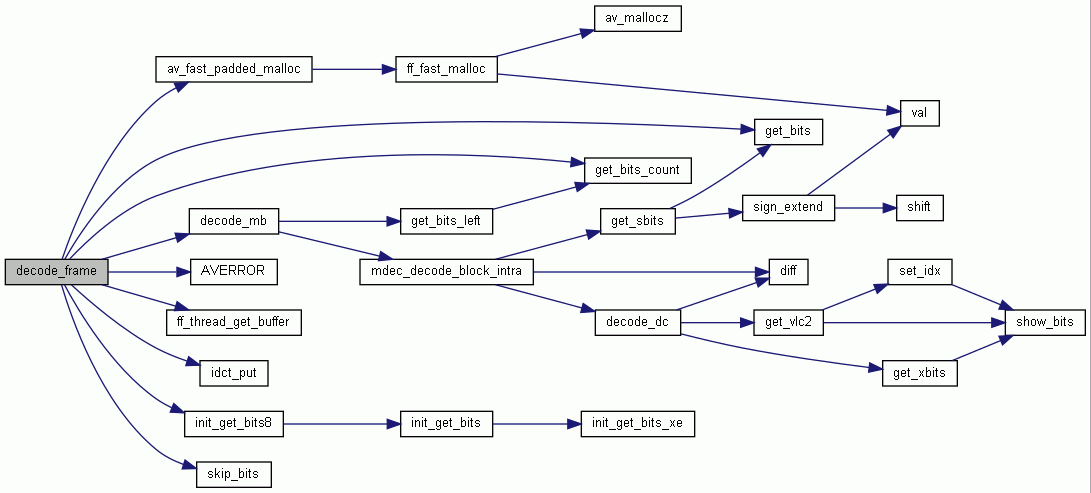 av_mallocz
av_fast_padded_malloc
ff_fast_malloc
val
get_bits
get_bits_count
decode_mb
get_bits_left
get_sbits
sign_extend
shift
decode_frame
AVERROR
mdec_decode_block_intra
diff
set_idx
ff_thread_get_buffer
decode_dc
get_vlc2
show_bits
idct_put
get_xbits
init_get_bits8
init_get_bits
init_get_bits_xe
skip_bits